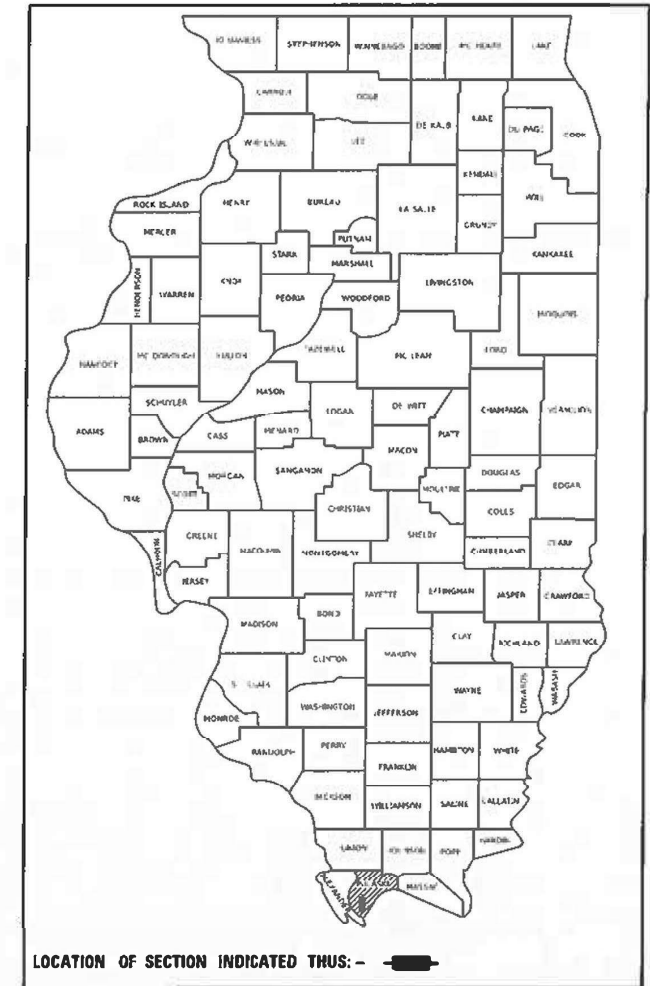 STEPHENSON WINNEBAGO BOONE LAKE
CARROLL OGLE
DE KALB KANE DU PAGE COOK
LEE
KENDALL WILL
ROCK ISLAND HENRY BUREAU LA SALLE GRUNDY
MERCER PUTNAM KANKAKEE
STARK MARSHALL
HENDERSON WARREN KNOX PEORIA WOODFORD LIVINGSTON
IROQUOIS
HANCOCK MC DONOUGH FULTON TAZEWELL MC LEAN FORD
MASON
SCHUYLER LOGAN DE WITT CHAMPAIGN VERMILION
ADAMS BROWN CASS MENARD PIATT
MACON
SANGAMON DOUGLAS
PIKE SCOTT MORGAN MOULTRIE EDGAR
CHRISTIAN COLES
GREENE MACOUPIN MONTGOMERY SHELBY CLARK
CALHOUN CUMBERLAND
JERSEY FAYETTE EFFINGHAM JASPER CRAWFORD
MADISON BOND
CLAY RICHLAND LAWRENCE
MARION
CLINTON
WAYNE EDWARDS WABASH
WASHINGTON JEFFERSON
MONROE
RANDOLPH PERRY HAMILTON WHITE
FRANKLIN
JACKSON WILLIAMSON SALINE GALLATIN
UNION JOHNSON POPE HARDIN
ALEXANDER MASSAC
LOCATION OF SECTION INDICATED THUS: -